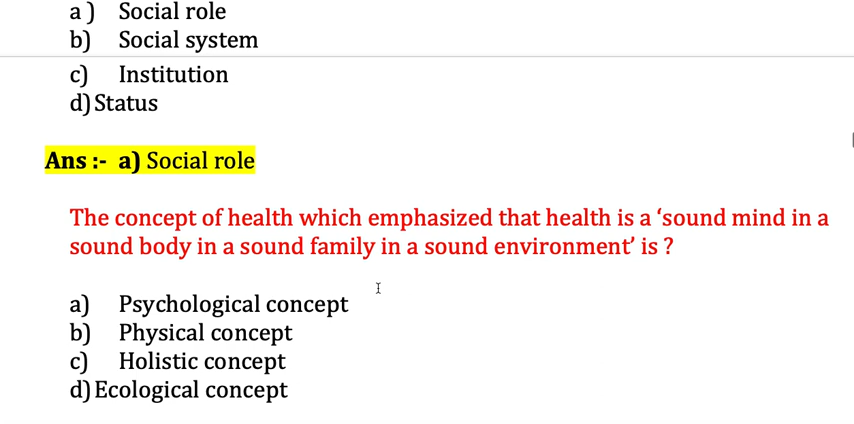 a ) Social role
b) Social system
c) Institution
d) Status
Ans :- a) Social role
The concept of health which emphasized that health is a ‘sound mind in a
sound body in a sound family in a sound environment’ is ?
a) Psychological concept
b) Physical concept
c) Holistic concept
d) Ecological concept